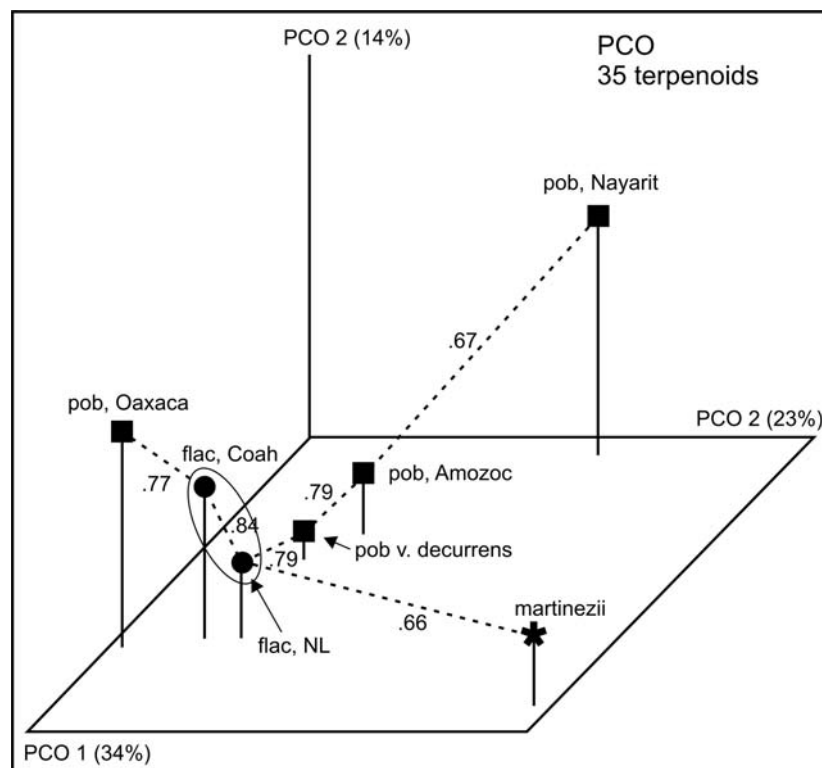 PCO 2 (14%)
PCO
35 terpenoids
pob, Nayarit
.67
pob, Oaxaca
PCO 2 (23%)
flac, Coah
.77
pob, Amozoc
.79
.84
pob v. decurrens
.79
martinezii
.66
flac, NL
PCO 1 (34%)